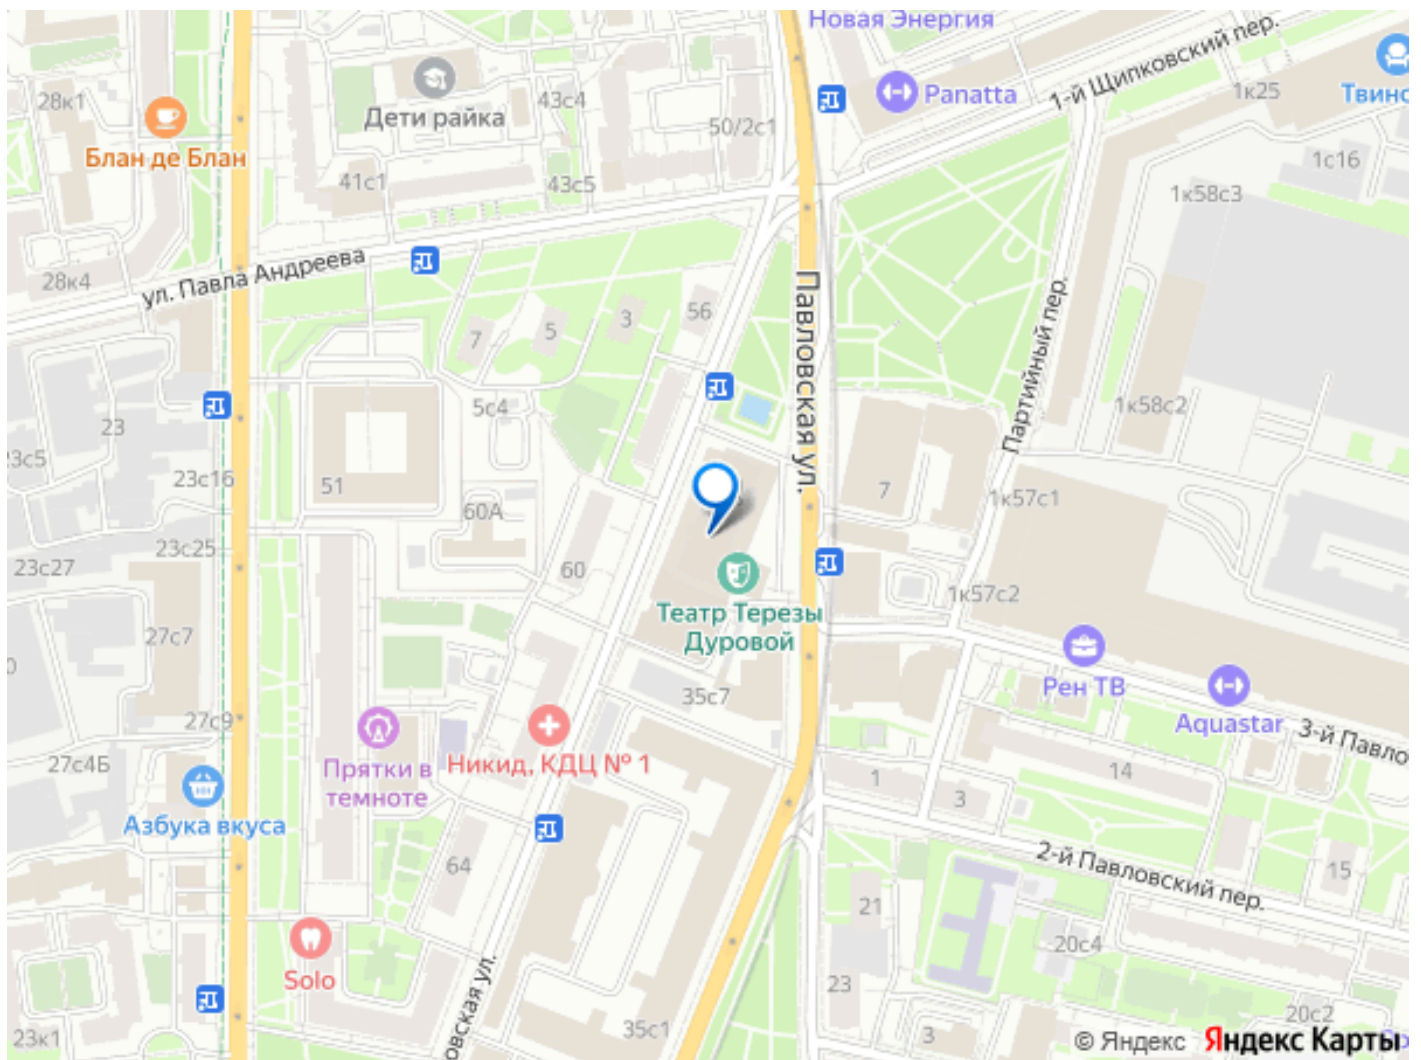 Новая Энергия
1-й Щипковский пер.
28к1
43с4
Panatta
1к25
Твинс
Дети райка
50/2с1
Блан де Блан
41с1
43с5
1с16
1к58с3
28к4
ул. Павла Андреева
Павловская ул.
Партийный пер.
56
3
5
7
5с4
1к58с2
23
23с5
23с16
51
7
1к57с1
60А
23с25
23с27
60
1к57с2
Театр Терезы
Дуровой
27с7
0
Рен ТВ
35с7
Aquastar
27с9
3-й Павло
27с4Б
Прятки в
темноте
Никид, КДЦ № 1
1
14
3
Азбука вкуса
2-й Павловский пер.
64
15
21
20с4
Solo
овская ул.
23
20с2
23к1
35с1
3
© Яндекс Яндекс Карты